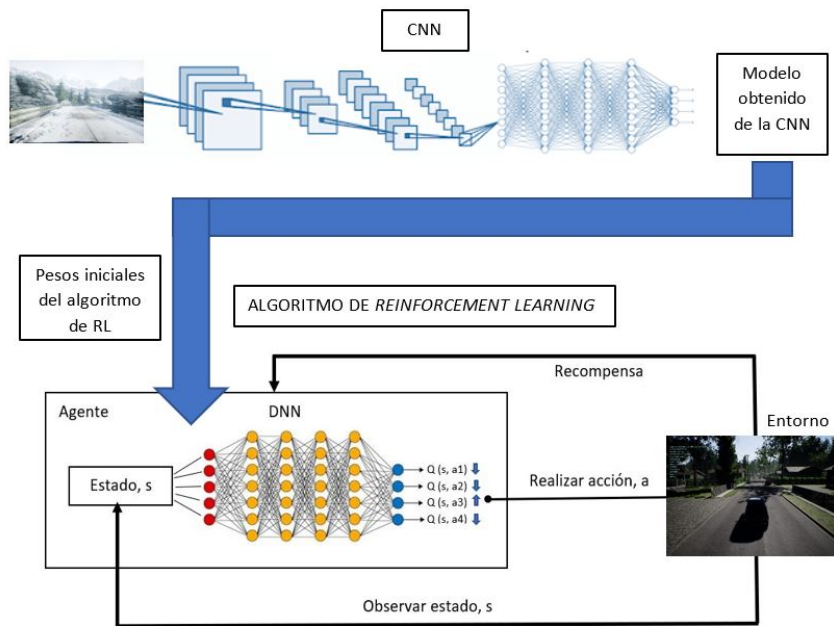 CNN
Modelo
obtenido
de la CNN
Pesos iniciales
del algoritmo
de RL
ALGORITMO DE REINFORCEMENT LEARNING
Recompensa
Agente
DNN
Entorno
Estado, s
Q (s, a1)
Q (s, a2)
Q (s, a3)
Q (s, a4)
Realizar acción, a
Observar estado, s